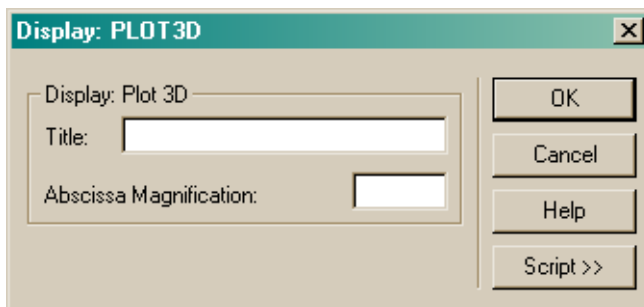 Display: PLOT3D
Display: Plot 3D
Title:
Abscissa Magnification:
OK
Cancel
Help
Script >>